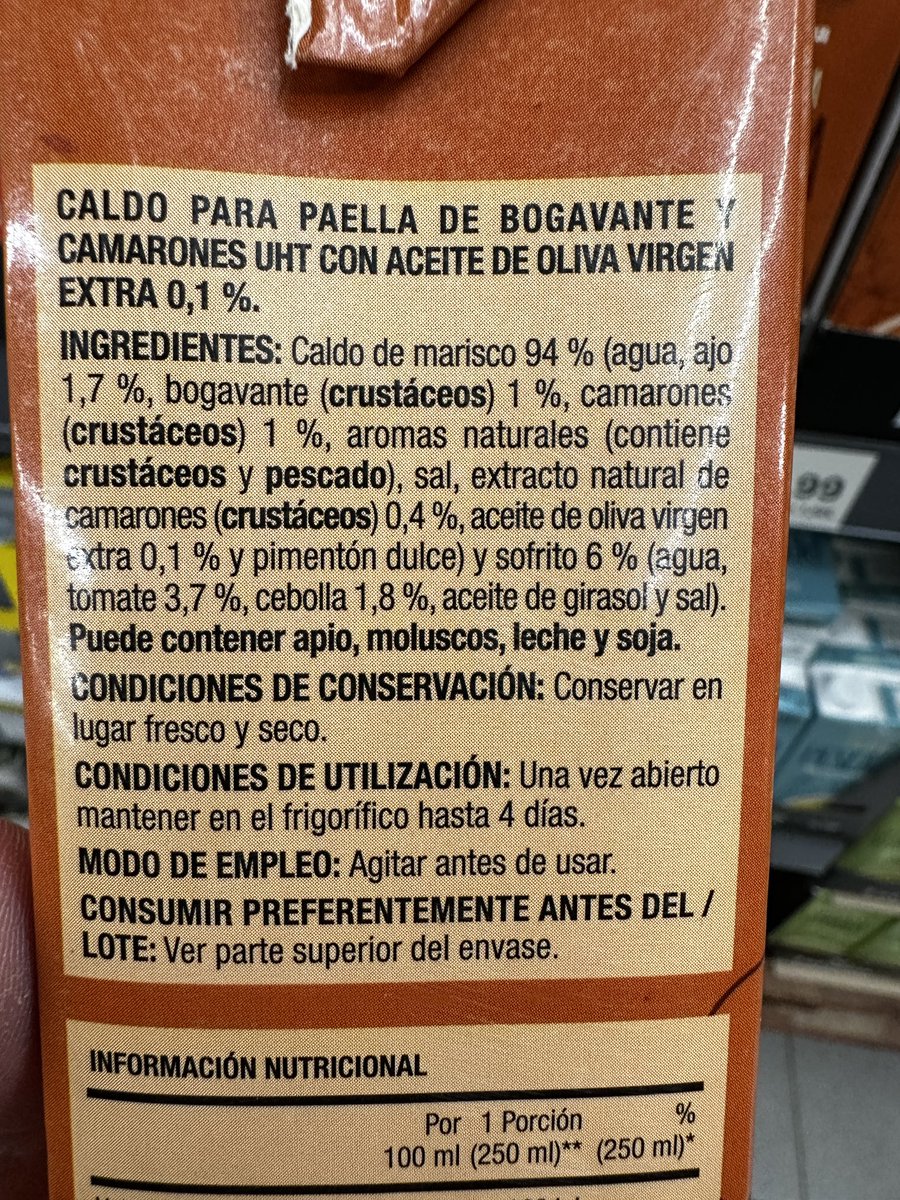 CALDO PARA PAELLA DE BOGAVANTE Y
CAMARONES UHT CON ACEITE DE OLIVA VIRGEN
EXTRA 0,1 %.
INGREDIENTES: Caldo de marisco 94 % (agua, ajo
1,7 %, bogavante (crustáceos) 1 %, camarones
(crustáceos) 1 %, aromas naturales (contiene
crustáceos y pescado), sal, extracto natural de
camarones (crustáceos) 0,4 %, aceite de oliva virgen
extra 0,1 % y pimentón dulce) y sofrito 6 % (agua,
tomate 3,7 %, cebolla 1,8 %, aceite de girasol y sal).
Puede contener apio, moluscos, leche y soja.
CONDICIONES DE CONSERVACIÓN: Conservar en
lugar fresco y seco.
CONDICIONES DE UTILIZACIÓN: Una vez abierto
mantener en el frigorífico hasta 4 días.
MODO DE EMPLEO: Agitar antes de usar.
CONSUMIR PREFERENTEMENTE ANTES DEL /
LOTE: Ver parte superior del envase.
INFORMACIÓN NUTRICIONAL
Por 1 Porción %
100 ml (250 ml)** (250 ml)*
99